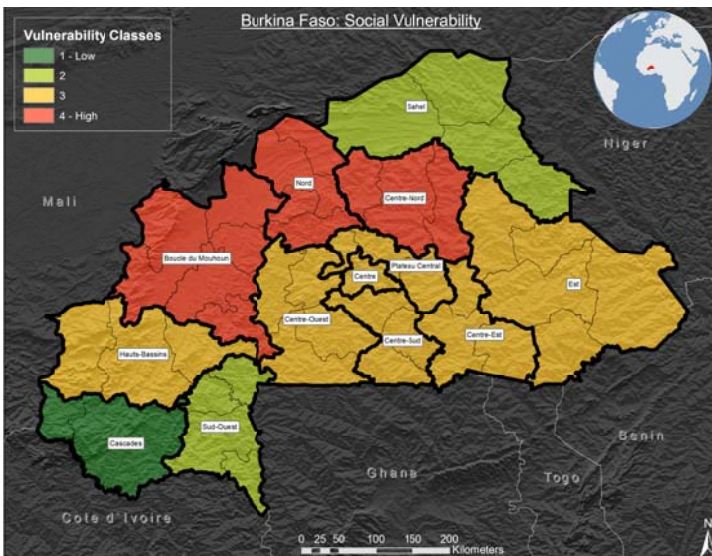 Burkina Faso: Social Vulnerability
Vulnerability Classes
1 - Low
2
3
4 - High
Sahel
Niger
Mali
Nord
Centre-Nord
Boucle du Mouhoun
Plateau Central
Centre
Est
Centre-Ouest
Centre-Sud
Centre-Est
Hauts-Bassins
Sud-Ouest
Cascades
Benin
Ghana
Togo
Cote d'Ivoire
0 25 50 100 150 200
Kilometers
N